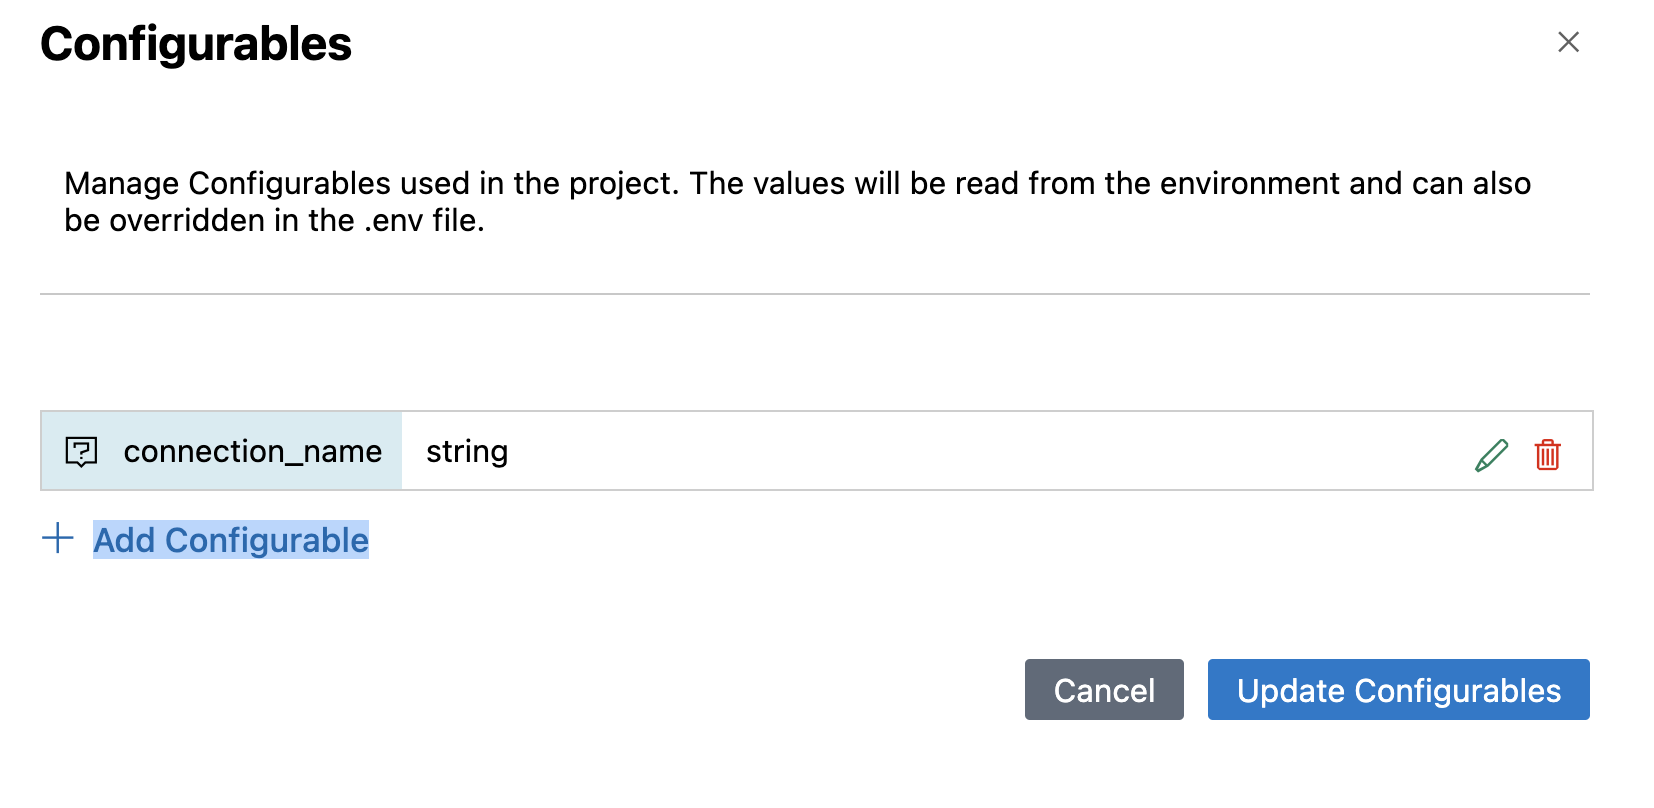 Configurables
Manage Configurables used in the project. The values will be read from the environment and can also
be overridden in the .env file.
connection_name string
Add Configurable
Cancel Update Configurables